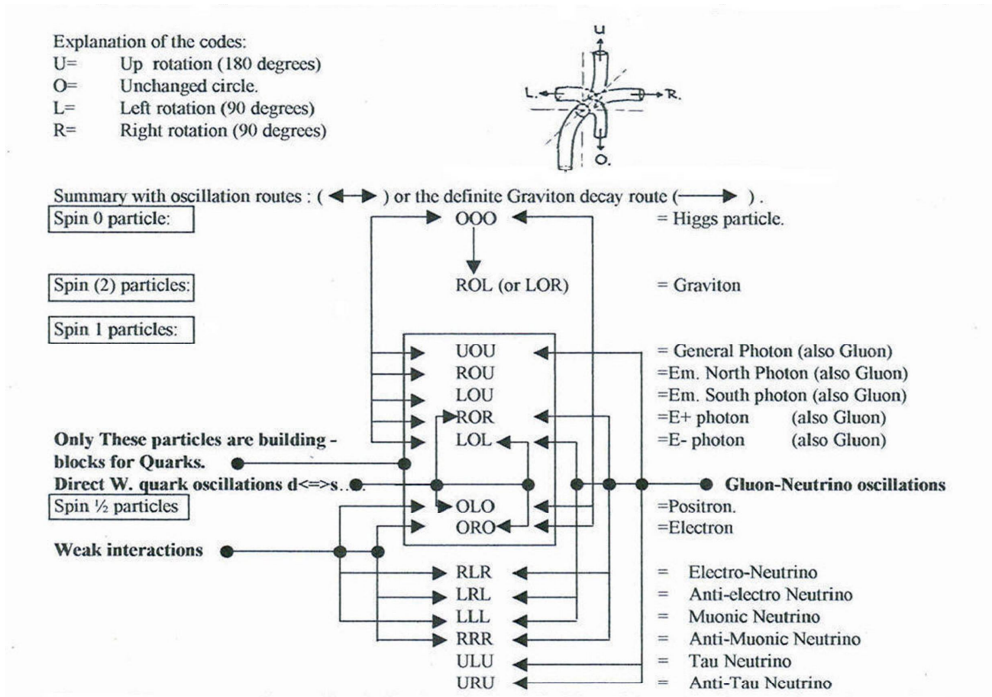 Explanation of the codes:
U= Up rotation (180 degrees)
O= Unchanged circle.
L= Left rotation (90 degrees)
R= Right rotation (90 degrees)
U
L. R.
O.
Summary with oscillation routes : ( ◄─► ) or the definite Graviton decay route ( ─► ) .
Spin 0 particle: OOO = Higgs particle.
Spin (2) particles: ROL (or LOR) = Graviton
Spin 1 particles:
UOU = General Photon (also Gluon)
ROU =Em. North Photon (also Gluon)
LOU =Em. South photon (also Gluon)
ROR =E+ photon (also Gluon)
LOL =E- photon (also Gluon)
Only These particles are building -
blocks for Quarks.
Direct W. quark oscillations d<=>s.... Gluon-Neutrino oscillations
Spin ½ particles OLO =Positron.
ORO =Electron
Weak interactions
RLR = Electro-Neutrino
LRL = Anti-electro Neutrino
LLL = Muonic Neutrino
RRR = Anti-Muonic Neutrino
ULU = Tau Neutrino
URU = Anti-Tau Neutrino